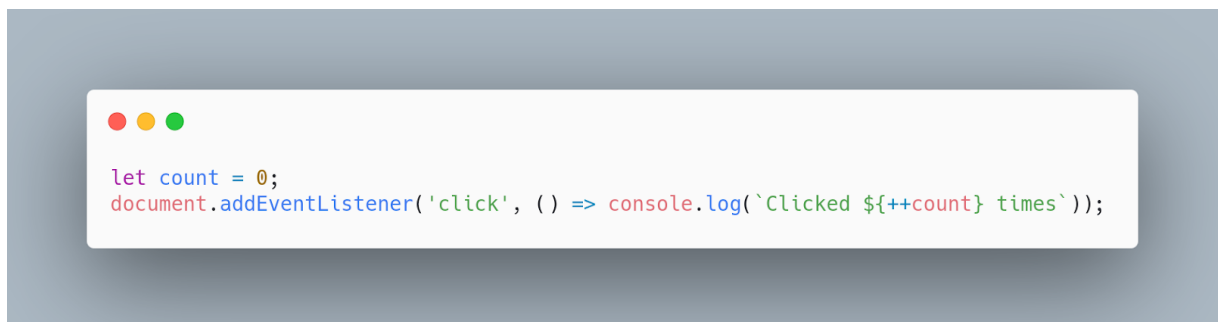 let count = 0;
document.addEventListener('click', () => console.log(`Clicked ${++count} times`));